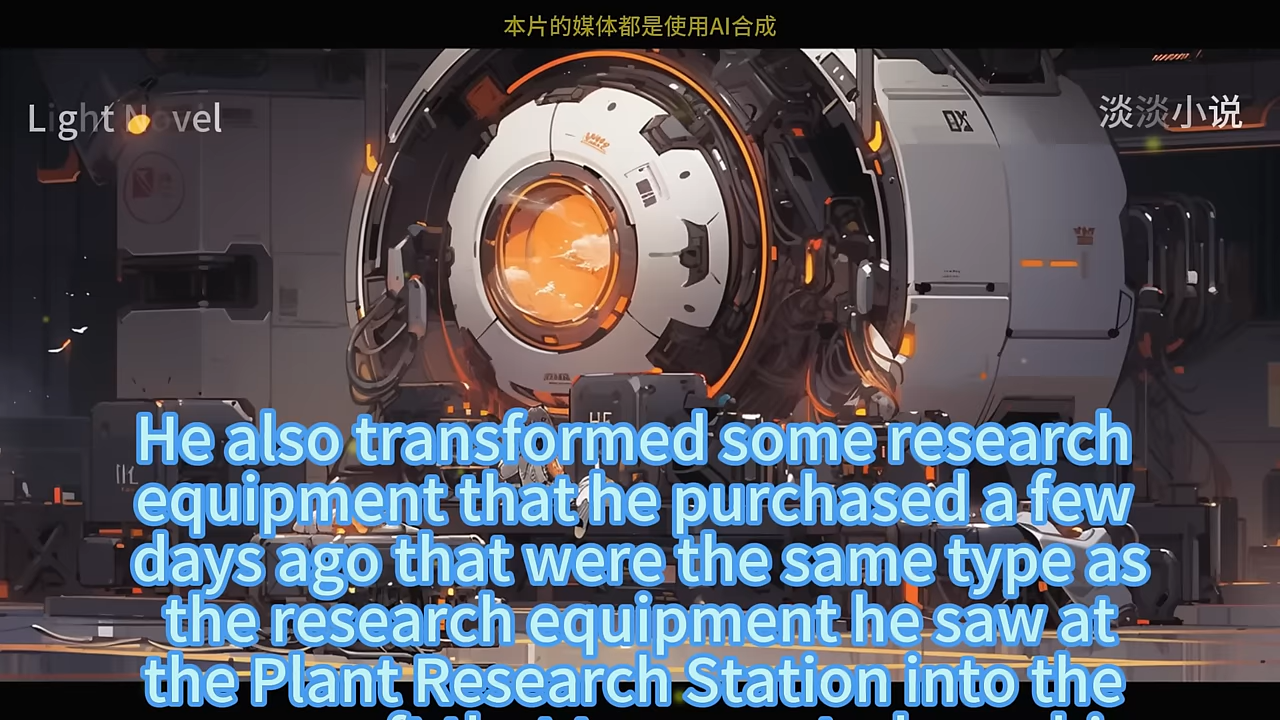 本片的媒体都是使用AI合成
Light Novel
淡淡小说
He also transformed some research
equipment that he purchased a few
days ago that were the same type as
the research equipment he saw at
the Plant Research Station into the